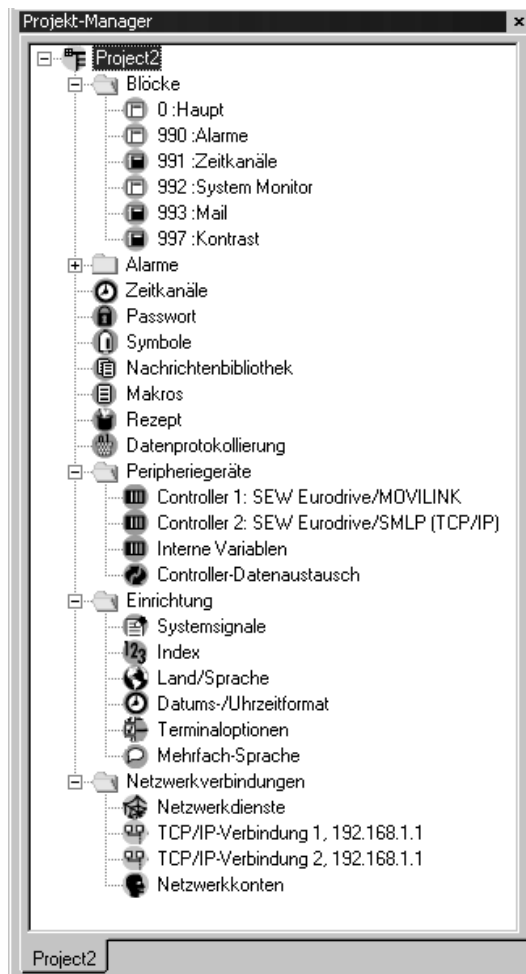 Projekt-Manager
Project2
Blöcke
0 :Haupt
990 :Alarme
991 :Zeitkanäle
992 :System Monitor
993 :Mail
997 :Kontrast
Alarme
Zeitkanäle
Passwort
Symbole
Nachrichtenbibliothek
Makros
Rezept
Datenprotokollierung
Peripheriegeräte
Controller 1: SEW Eurodrive/MOVILINK
Controller 2: SEW Eurodrive/SMLP (TCP/IP)
Interne Variablen
Controller-Datenaustausch
Einrichtung
Systemsignale
123 Index
Land/Sprache
Datums-/Uhrzeitformat
Terminaloptionen
Mehrfach-Sprache
Netzwerkverbindungen
Netzwerkdienste
TCP/IP-Verbindung 1, 192.168.1.1
TCP/IP-Verbindung 2, 192.168.1.1
Netzwerkkonten
Project2